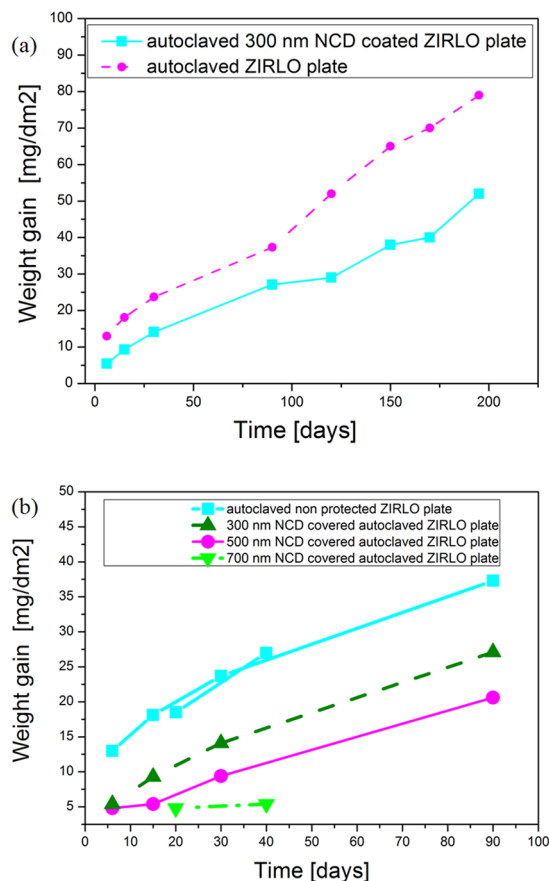 (a)
100
90
80
70
60
50
40
30
20
10
0
Weight gain [mg/dm2]
autoclaved 300 nm NCD coated ZIRLO plate
autoclaved ZIRLO plate
0 50 100 150 200
Time [days]
(b)
50
45
40
35
30
25
20
15
10
5
Weight gain [mg/dm2]
autoclaved non protected ZIRLO plate
300 nm NCD covered autoclaved ZIRLO plate
500 nm NCD covered autoclaved ZIRLO plate
700 nm NCD covered autoclaved ZIRLO plate
0 10 20 30 40 50 60 70 80 90 100
Time [days]